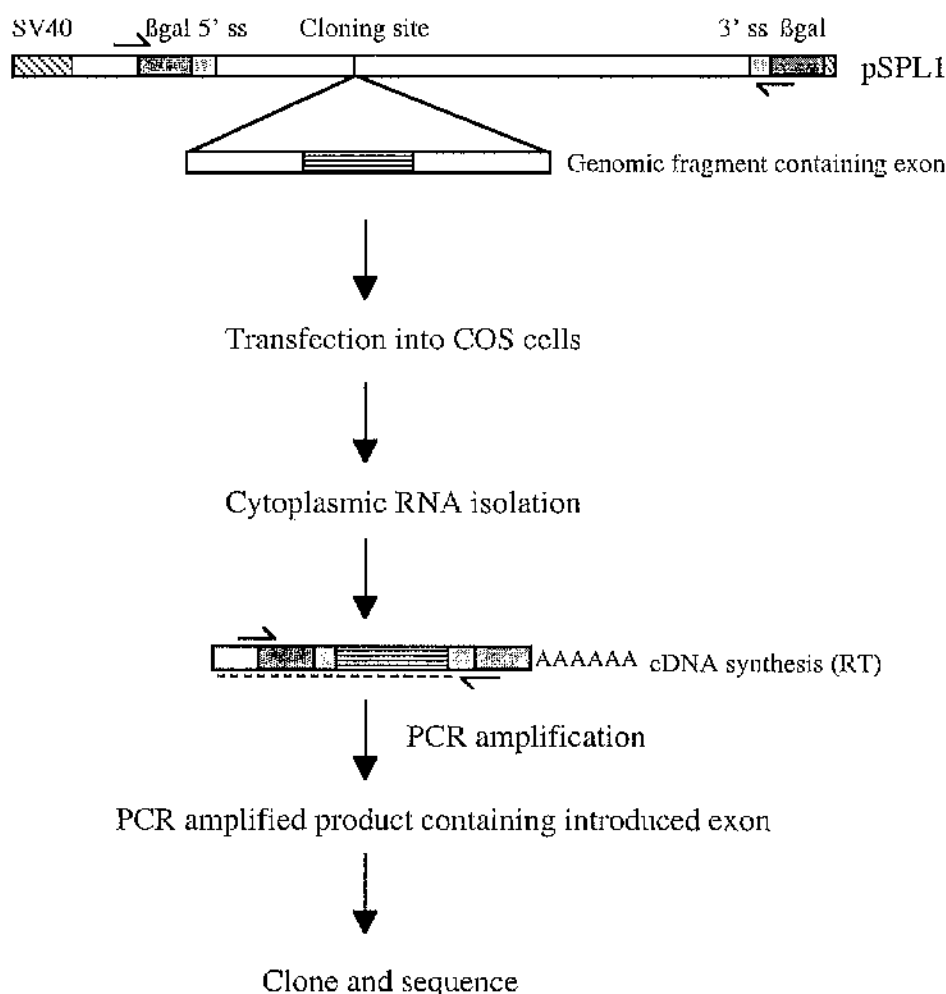 SV40 ßgal 5' ss Cloning site 3' ss ßgal
pSPL1
Genomic fragment containing exon
Transfection into COS cells
Cytoplasmic RNA isolation
AAAAAA cDNA synthesis (RT)
PCR amplification
PCR amplified product containing introduced exon
Clone and sequence